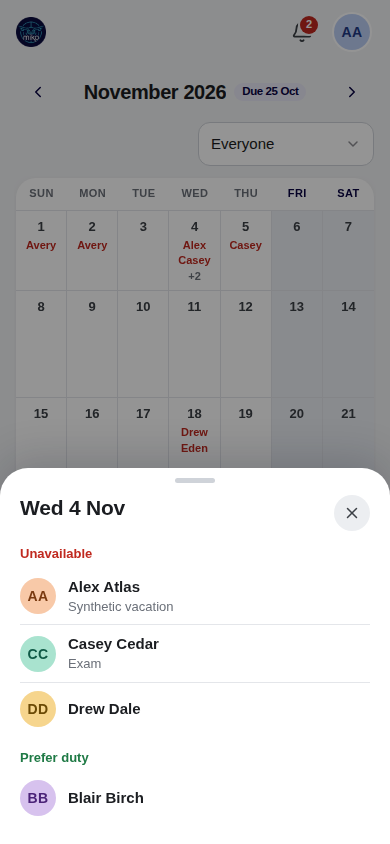 miko
2
AA
November 2026 Due 25 Oct
Everyone
SUN MON TUE WED THU FRI SAT
1 2 3 4 5 6 7
Avery Avery Alex Casey
Casey
+2
8 9 10 11 12 13 14
15 16 17 18 19 20 21
Drew
Eden
Wed 4 Nov
Unavailable
AA Alex Atlas
Synthetic vacation
CC Casey Cedar
Exam
DD Drew Dale
Prefer duty
BB Blair Birch